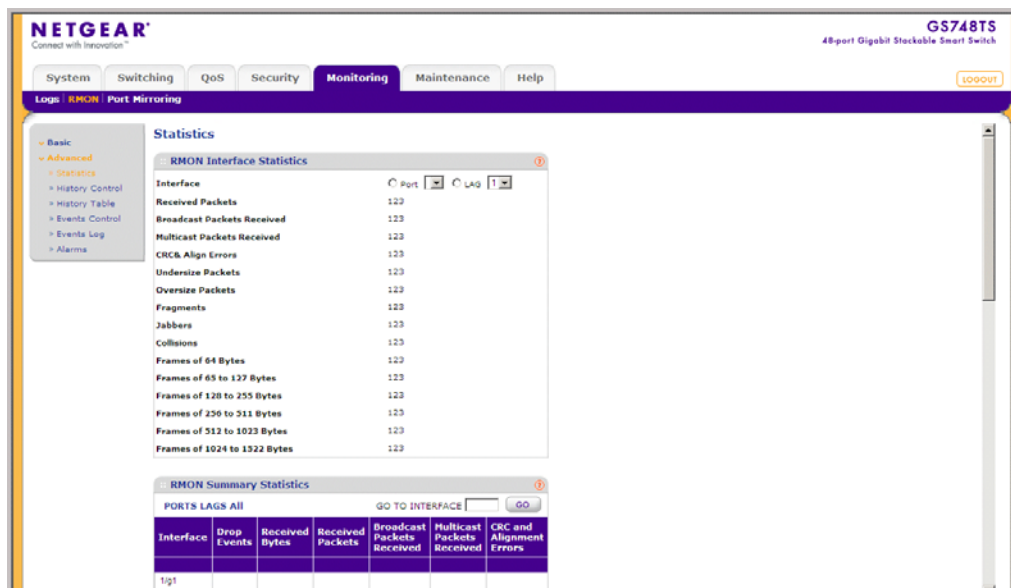 NETGEAR
Connect with Innovation™
GS748TS
48-port Gigabit Stackable Smart Switch
System Switching QoS Security Monitoring Maintenance Help
LOGOUT
Logs RMON Port Mirroring
Basic
Advanced
Statistics
History Control
History Table
Events Control
Events Log
Alarms
Statistics
RMON Interface Statistics
Interface Port LAG 1
Received Packets 123
Broadcast Packets Received 123
Multicast Packets Received 123
CRC& Align Errors 123
Undersize Packets 123
Oversize Packets 123
Fragments 123
Jabbers 123
Collisions 123
Frames of 64 Bytes 123
Frames of 65 to 127 Bytes 123
Frames of 128 to 255 Bytes 123
Frames of 256 to 511 Bytes 123
Frames of 512 to 1023 Bytes 123
Frames of 1024 to 1522 Bytes 123
RMON Summary Statistics
PORTS LAGS All GO TO INTERFACE GO
Interface Drop Events Received Bytes Received Packets Broadcast Packets Received Multicast Packets Received CRC and Alignment Errors
1/g1